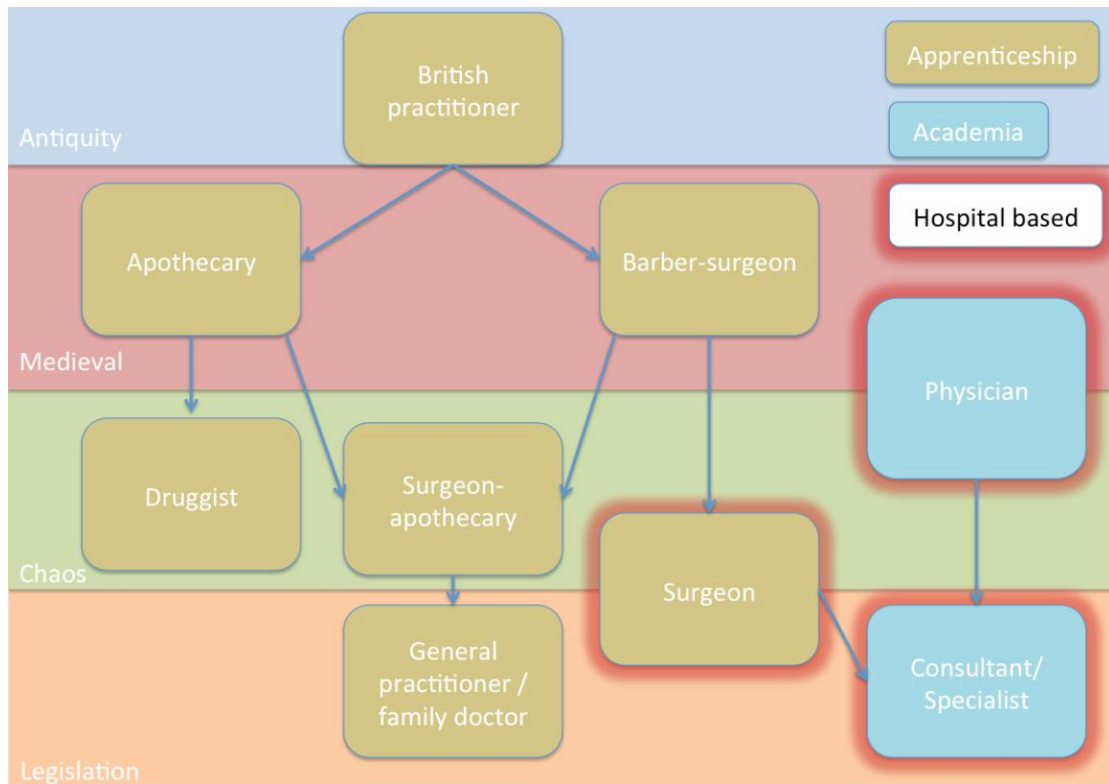 British
practitioner
Apprenticeship
Academia
Antiquity
Hospital based
Apothecary
Barber-surgeon
Medieval
Physician
Druggist
Surgeon-
apothecary
Chaos
Surgeon
General
practitioner /
family doctor
Consultant/
Specialist
Legislation